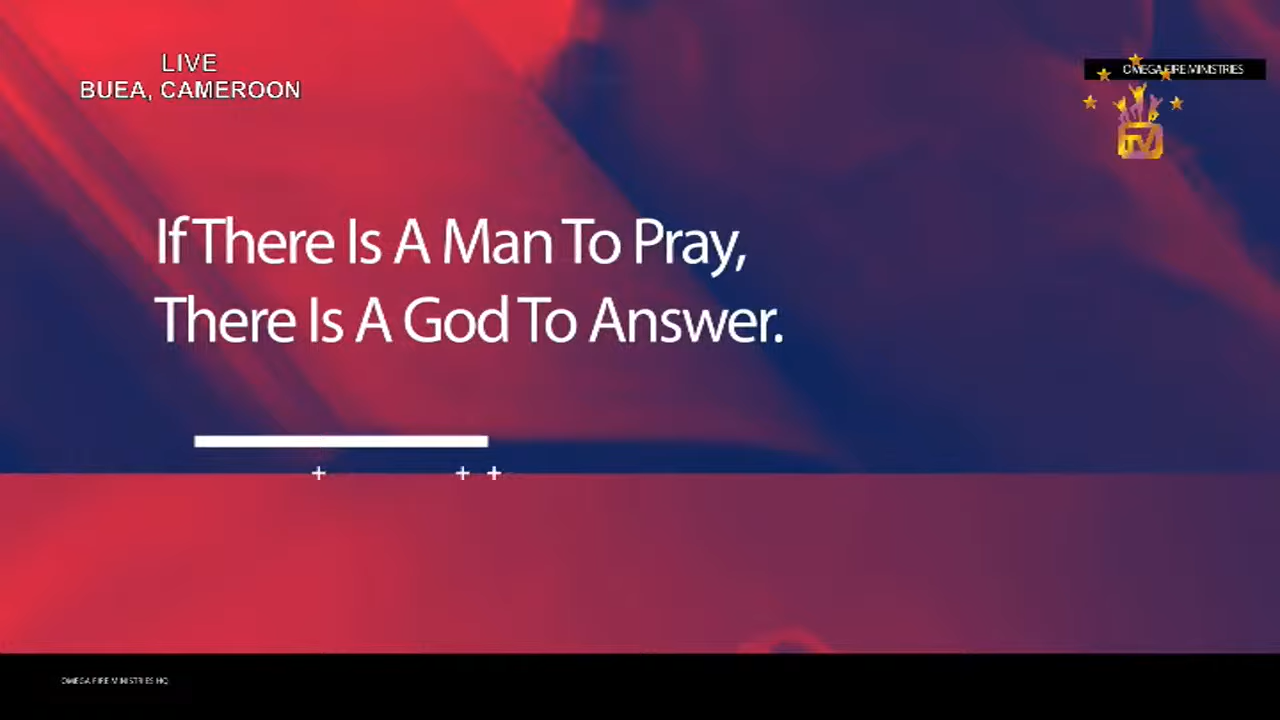 LIVE
BUEA, CAMEROON
OMEGA FIRE MINISTRIES
TV
If There Is A Man To Pray,
There Is A God To Answer.
OMEGA FIRE MINISTRIES HQ